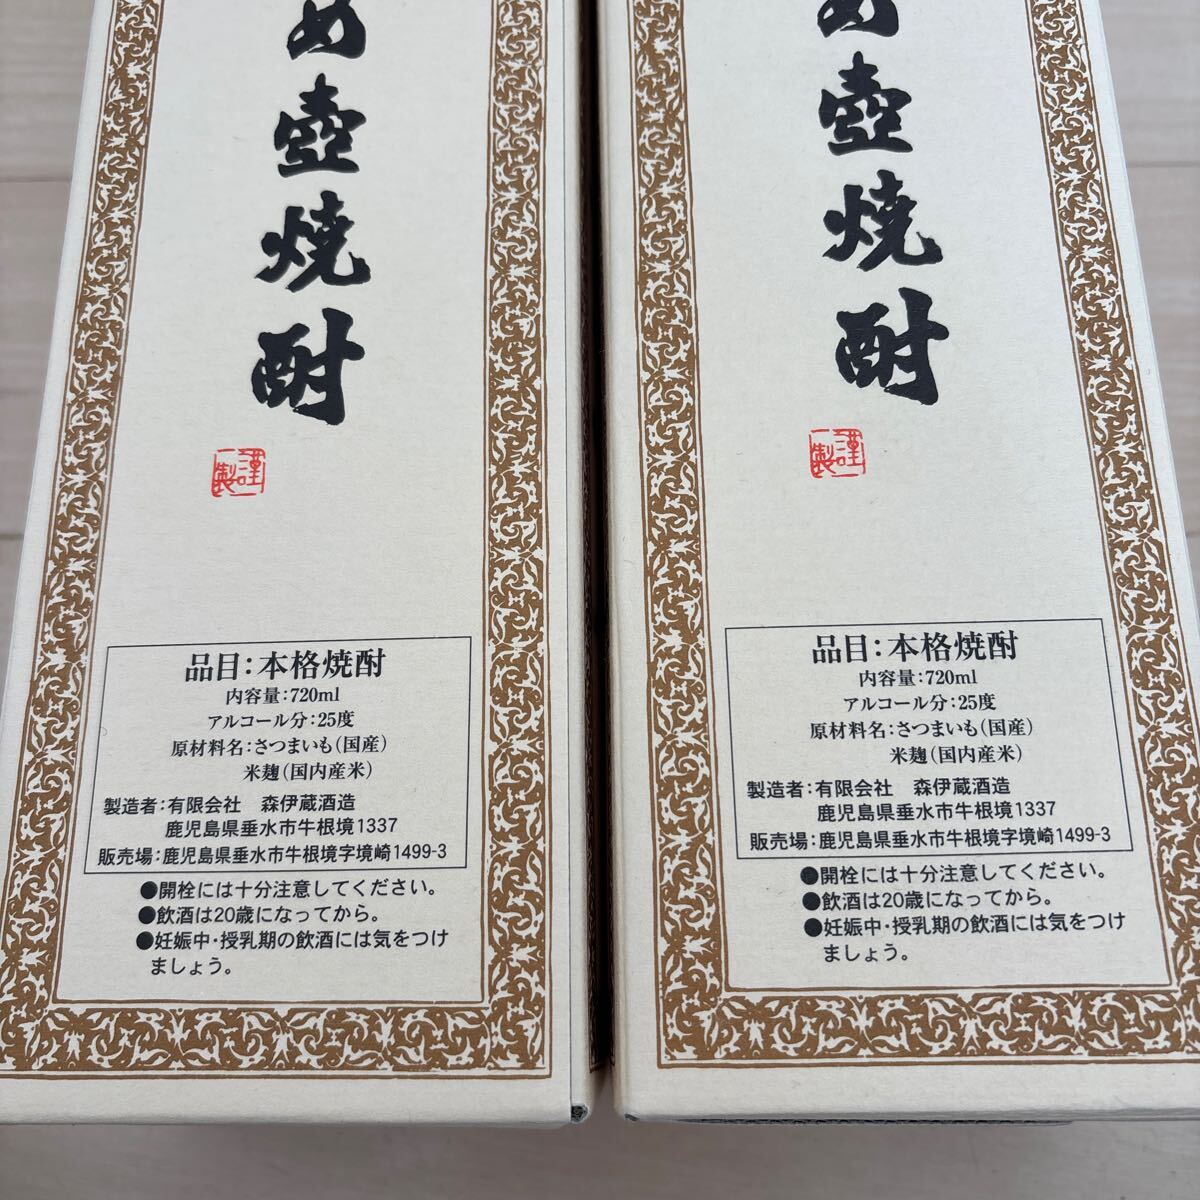 め壺焼酎
謹製
品目：本格焼酎
内容量：720ml
アルコール分：25度
原材料名：さつまいも（国産）
米麹（国内産米）
製造者：有限会社　森伊蔵酒造
鹿児島県垂水市牛根境1337
販売場：鹿児島県垂水市牛根境字境崎1499-3
●開栓には十分注意してください。
●飲酒は20歳になってから。
●妊娠中・授乳期の飲酒には気をつけ
ましょう。
め壺焼酎
謹製
品目：本格焼酎
内容量：720ml
アルコール分：25度
原材料名：さつまいも（国産）
米麹（国内産米）
製造者：有限会社　森伊蔵酒造
鹿児島県垂水市牛根境1337
販売場：鹿児島県垂水市牛根境字境崎1499-3
●開栓には十分注意してください。
●飲酒は20歳になってから。
●妊娠中・授乳期の飲酒には気をつけ
ましょう。